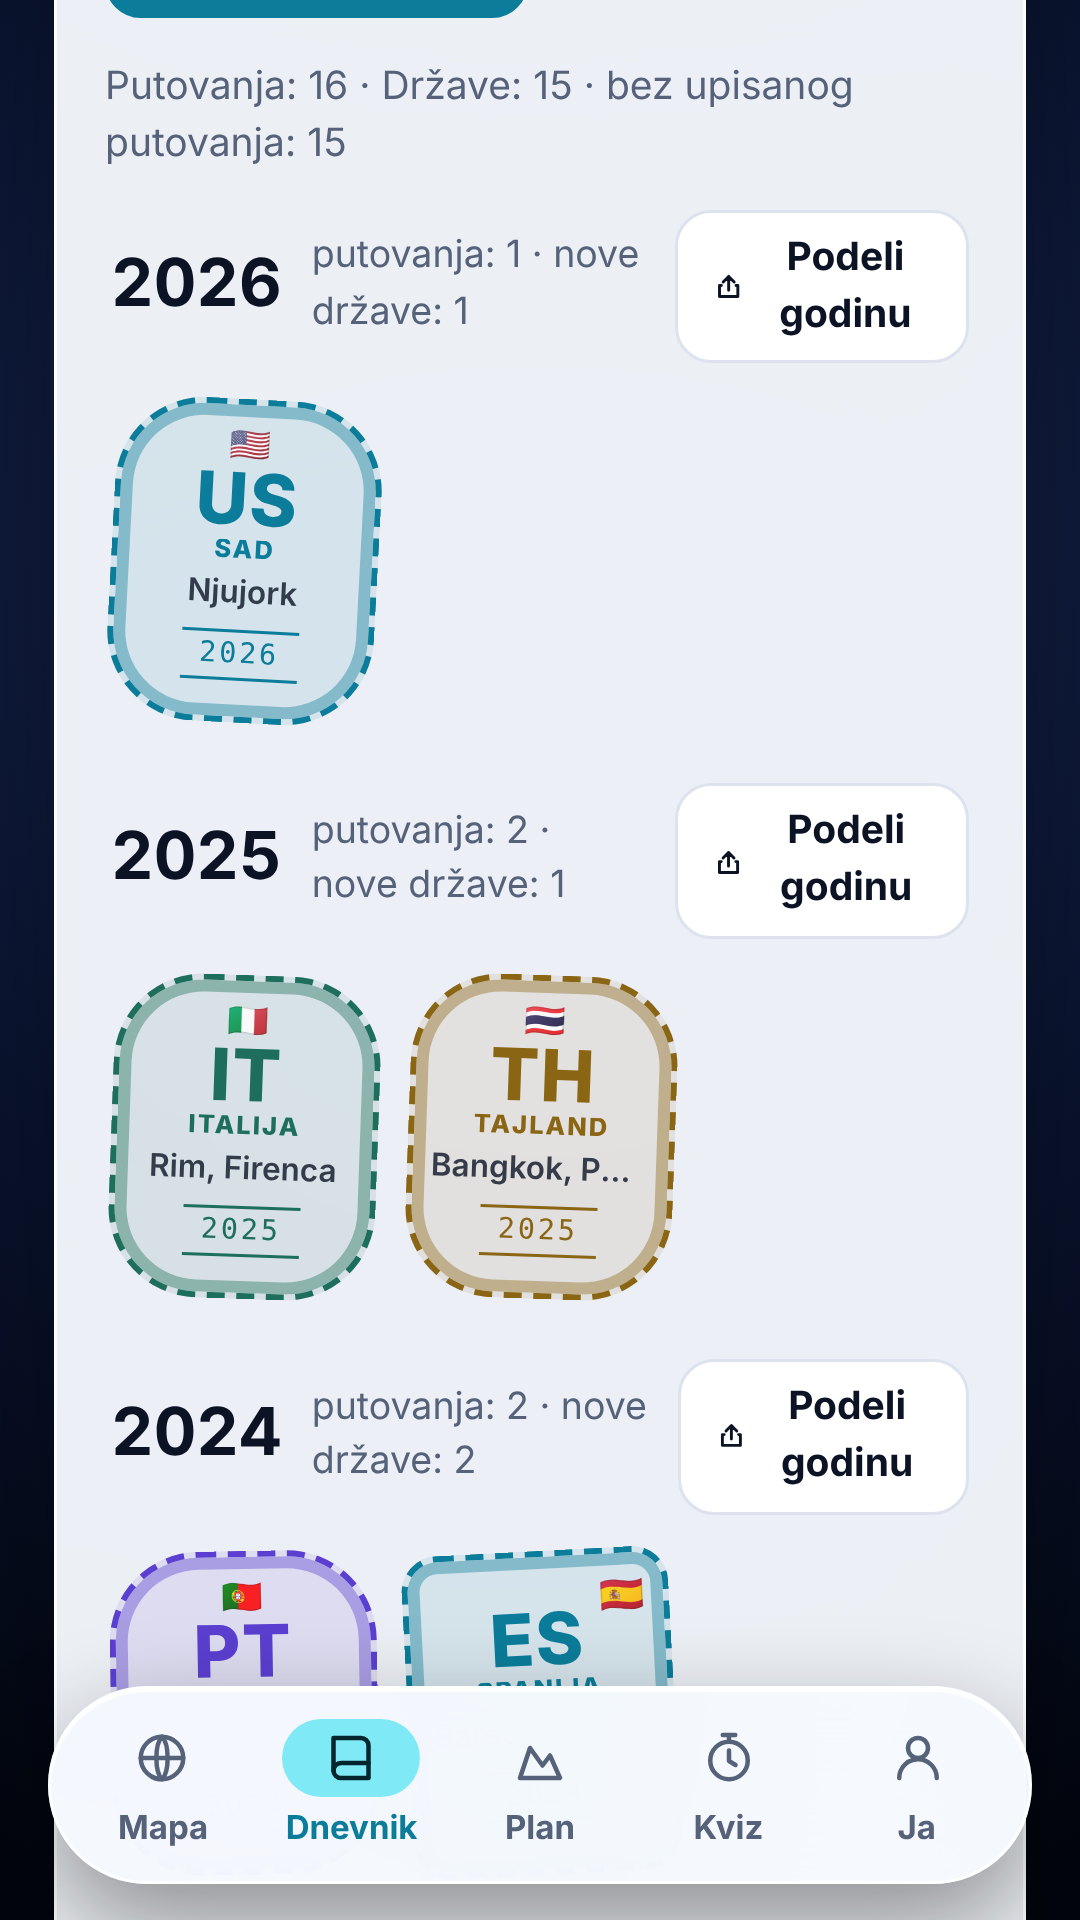 Putovanja: 16 · Države: 15 · bez upisanog
putovanja: 15
2026
putovanja: 1 · nove
države: 1
Podeli
godinu
US
SAD
Njujork
2026
2025
putovanja: 2 ·
nove države: 1
Podeli
godinu
IT
ITALIJA
Rim, Firenca
2025
TH
TAJLAND
Bangkok, P...
2025
2024
putovanja: 2 · nove
države: 2
Podeli
godinu
PT
ES
Mapa
Dnevnik
Plan
Kviz
Ja